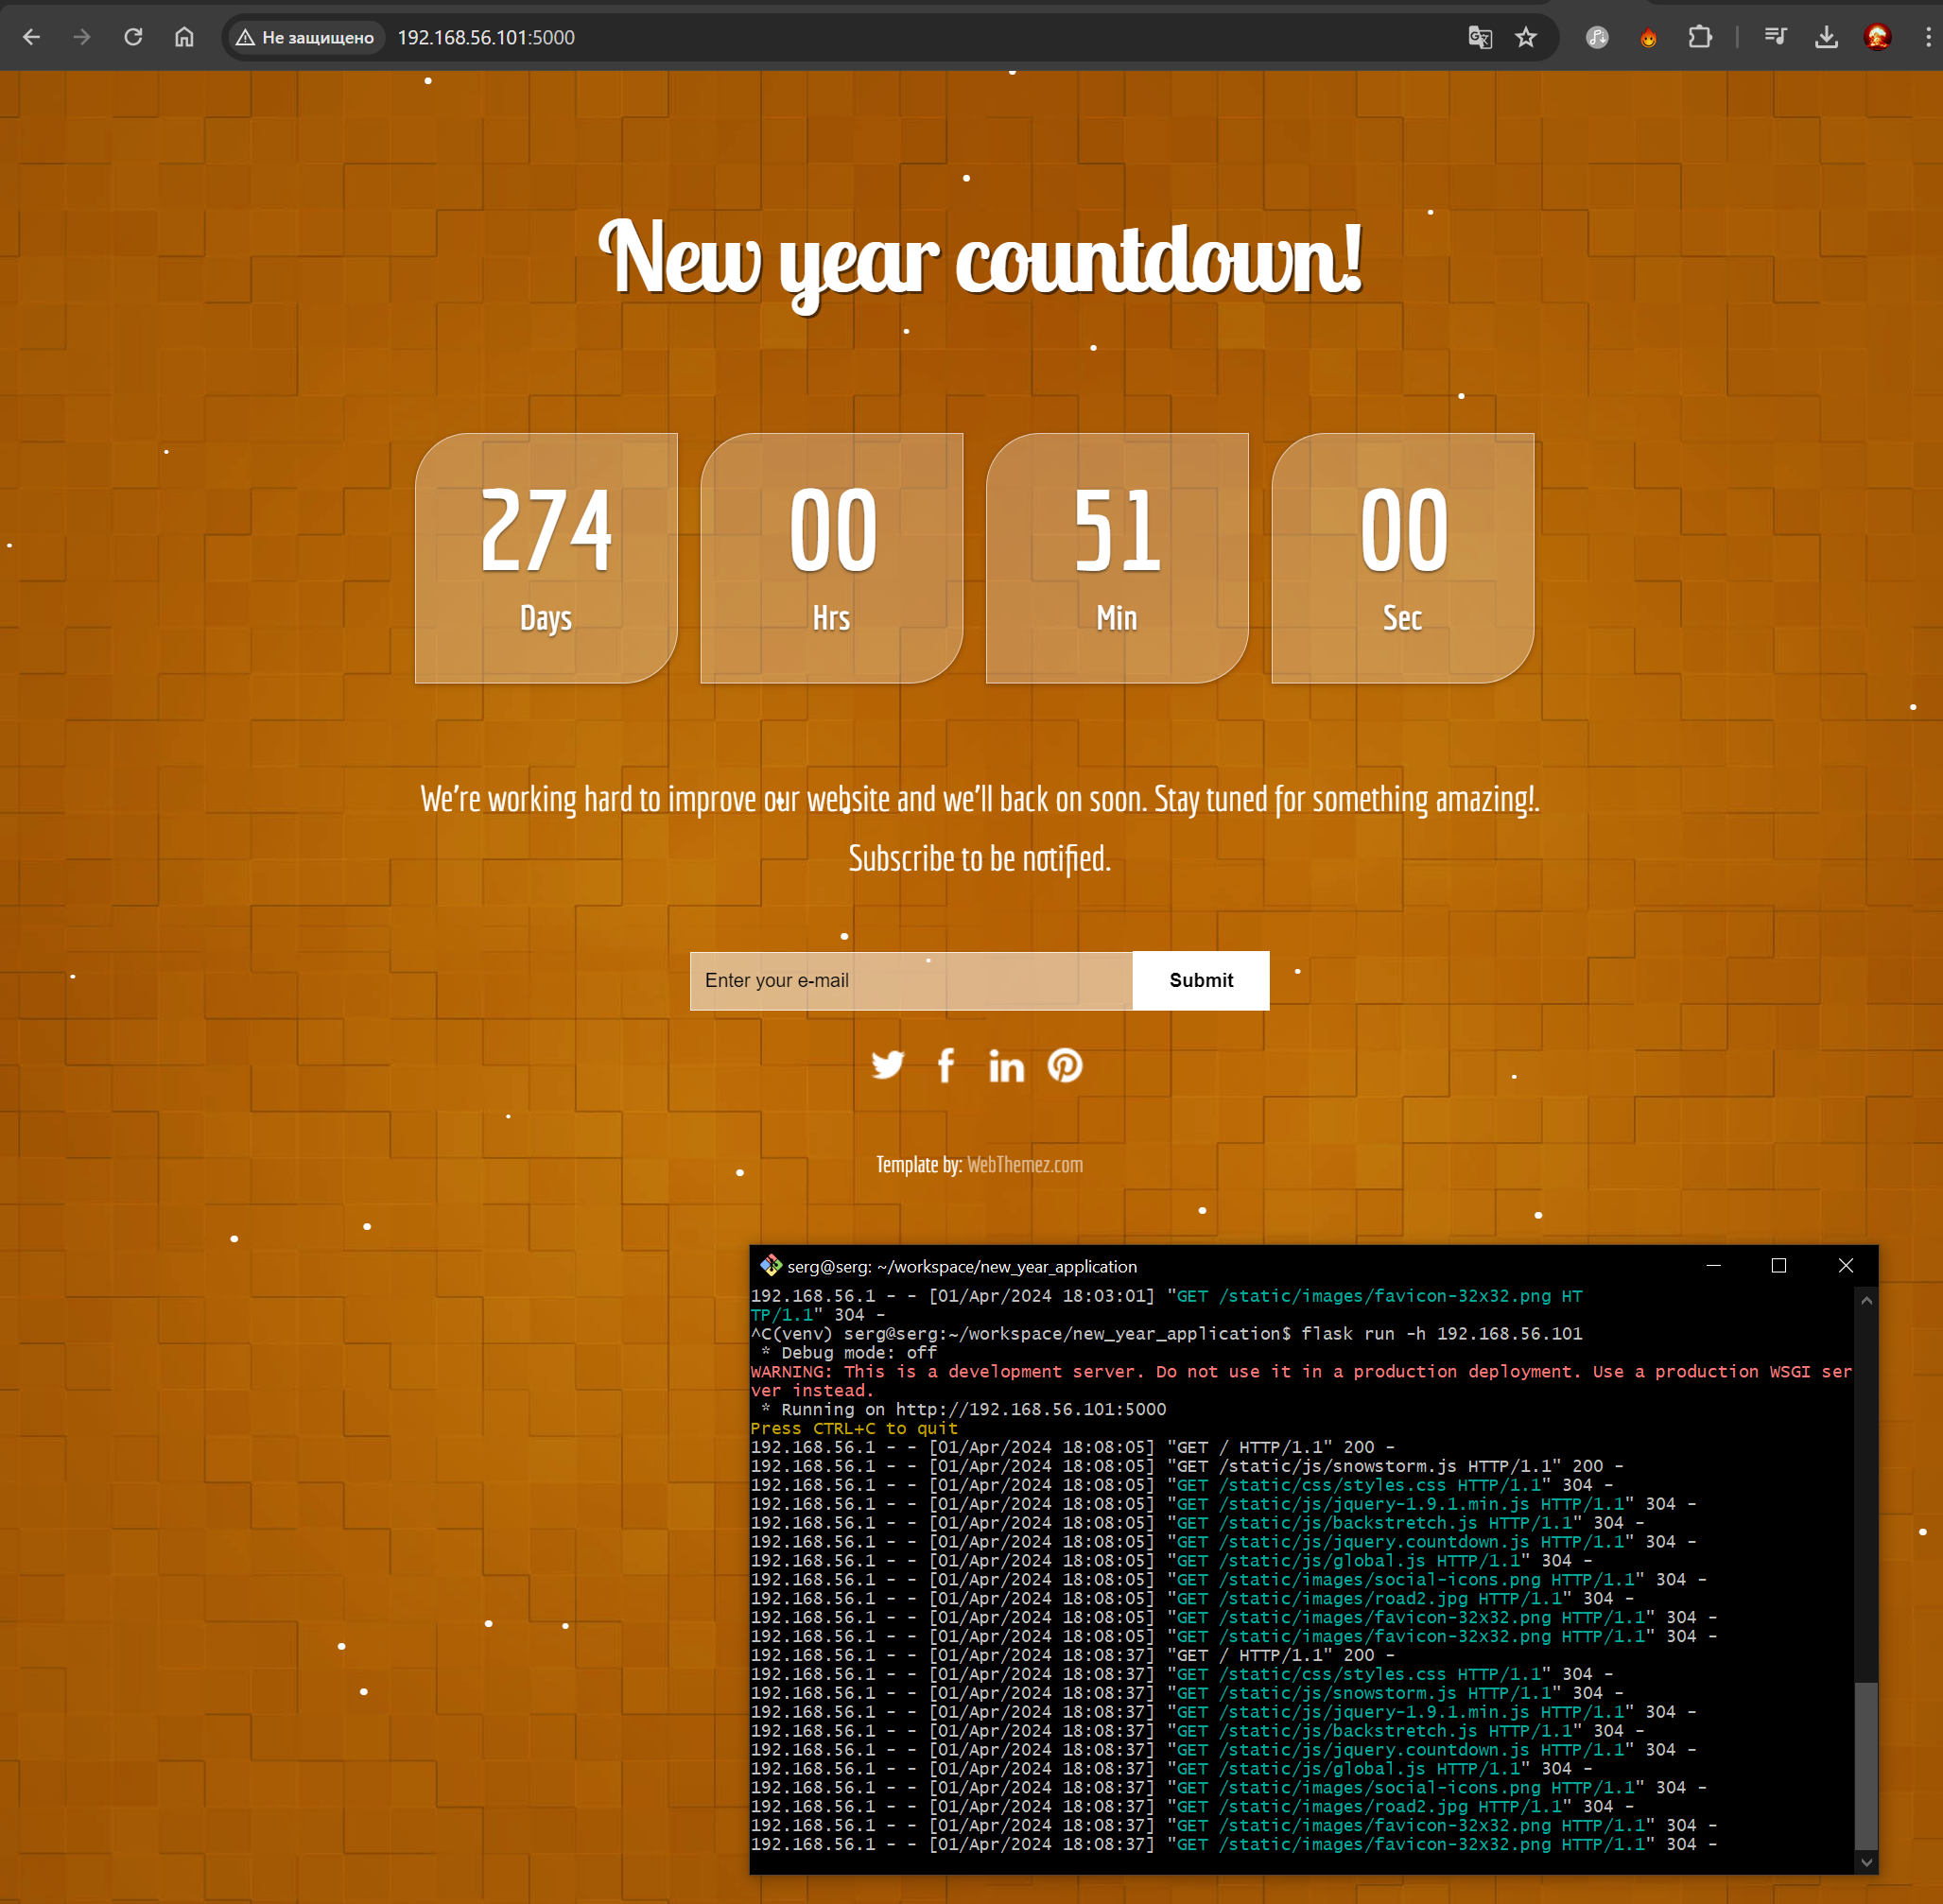 Не защищено 192.168.56.101:5000
New year countdown!
274 00 51 00
Days Hrs Min Sec
We're working hard to improve our website and we'll back on soon. Stay tuned for something amazing!.
Subscribe to be notified.
Enter your e-mail Submit
Template by: WebThemez.com
serg@serg: ~/workspace/new_year_application
192.168.56.1 - - [01/Apr/2024 18:03:01] "GET /static/images/favicon-32x32.png HT
TP/1.1" 304 -
^C(venv) serg@serg:~/workspace/new_year_application$ flask run -h 192.168.56.101
 * Debug mode: off
WARNING: This is a development server. Do not use it in a production deployment. Use a production WSGI ser
ver instead.
 * Running on http://192.168.56.101:5000
Press CTRL+C to quit
192.168.56.1 - - [01/Apr/2024 18:08:05] "GET / HTTP/1.1" 200 -
192.168.56.1 - - [01/Apr/2024 18:08:05] "GET /static/js/snowstorm.js HTTP/1.1" 200 -
192.168.56.1 - - [01/Apr/2024 18:08:05] "GET /static/css/styles.css HTTP/1.1" 304 -
192.168.56.1 - - [01/Apr/2024 18:08:05] "GET /static/js/jquery-1.9.1.min.js HTTP/1.1" 304 -
192.168.56.1 - - [01/Apr/2024 18:08:05] "GET /static/js/backstretch.js HTTP/1.1" 304 -
192.168.56.1 - - [01/Apr/2024 18:08:05] "GET /static/js/jquery.countdown.js HTTP/1.1" 304 -
192.168.56.1 - - [01/Apr/2024 18:08:05] "GET /static/js/global.js HTTP/1.1" 304 -
192.168.56.1 - - [01/Apr/2024 18:08:05] "GET /static/images/social-icons.png HTTP/1.1" 304 -
192.168.56.1 - - [01/Apr/2024 18:08:05] "GET /static/images/road2.jpg HTTP/1.1" 304 -
192.168.56.1 - - [01/Apr/2024 18:08:05] "GET /static/images/favicon-32x32.png HTTP/1.1" 304 -
192.168.56.1 - - [01/Apr/2024 18:08:05] "GET /static/images/favicon-32x32.png HTTP/1.1" 304 -
192.168.56.1 - - [01/Apr/2024 18:08:37] "GET / HTTP/1.1" 200 -
192.168.56.1 - - [01/Apr/2024 18:08:37] "GET /static/css/styles.css HTTP/1.1" 304 -
192.168.56.1 - - [01/Apr/2024 18:08:37] "GET /static/js/snowstorm.js HTTP/1.1" 304 -
192.168.56.1 - - [01/Apr/2024 18:08:37] "GET /static/js/jquery-1.9.1.min.js HTTP/1.1" 304 -
192.168.56.1 - - [01/Apr/2024 18:08:37] "GET /static/js/backstretch.js HTTP/1.1" 304 -
192.168.56.1 - - [01/Apr/2024 18:08:37] "GET /static/js/jquery.countdown.js HTTP/1.1" 304 -
192.168.56.1 - - [01/Apr/2024 18:08:37] "GET /static/js/global.js HTTP/1.1" 304 -
192.168.56.1 - - [01/Apr/2024 18:08:37] "GET /static/images/social-icons.png HTTP/1.1" 304 -
192.168.56.1 - - [01/Apr/2024 18:08:37] "GET /static/images/road2.jpg HTTP/1.1" 304 -
192.168.56.1 - - [01/Apr/2024 18:08:37] "GET /static/images/favicon-32x32.png HTTP/1.1" 304 -
192.168.56.1 - - [01/Apr/2024 18:08:37] "GET /static/images/favicon-32x32.png HTTP/1.1" 304 -